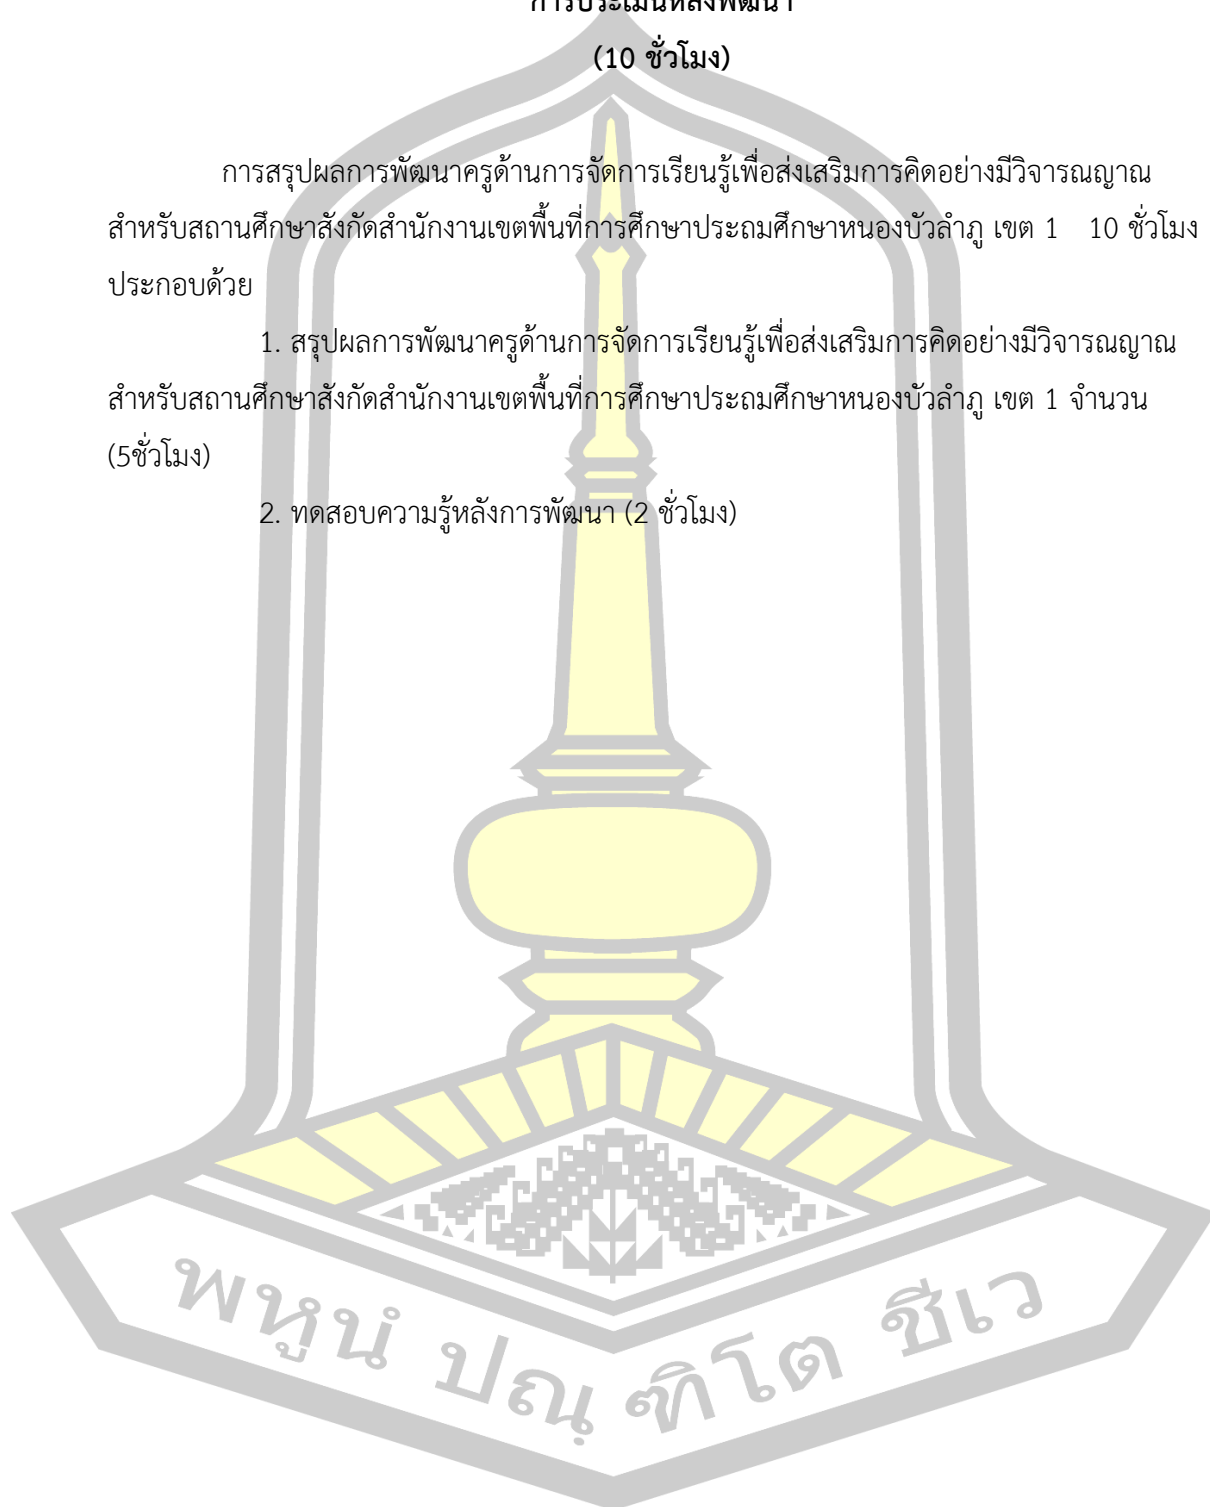 การประเมินหลังพัฒนา
(10 ชั่วโมง)
การสรุปผลการพัฒนาครูด้านการจัดการเรียนรู้เพื่อส่งเสริมการคิดอย่างมีวิจารณญาณ
สำหรับสถานศึกษาสังกัดสำนักงานเขตพื้นที่การศึกษาประถมศึกษาหนองบัวลำภู เขต 1 10 ชั่วโมง
ประกอบด้วย
1. สรุปผลการพัฒนาครูด้านการจัดการเรียนรู้เพื่อส่งเสริมการคิดอย่างมีวิจารณญาณ
สำหรับสถานศึกษาสังกัดสำนักงานเขตพื้นที่การศึกษาประถมศึกษาหนองบัวลำภู เขต 1 จำนวน
(5ชั่วโมง)
2. ทดสอบความรู้หลังการพัฒนา (2 ชั่วโมง)
พหูนํ ปณฺฑิโต ชีเว